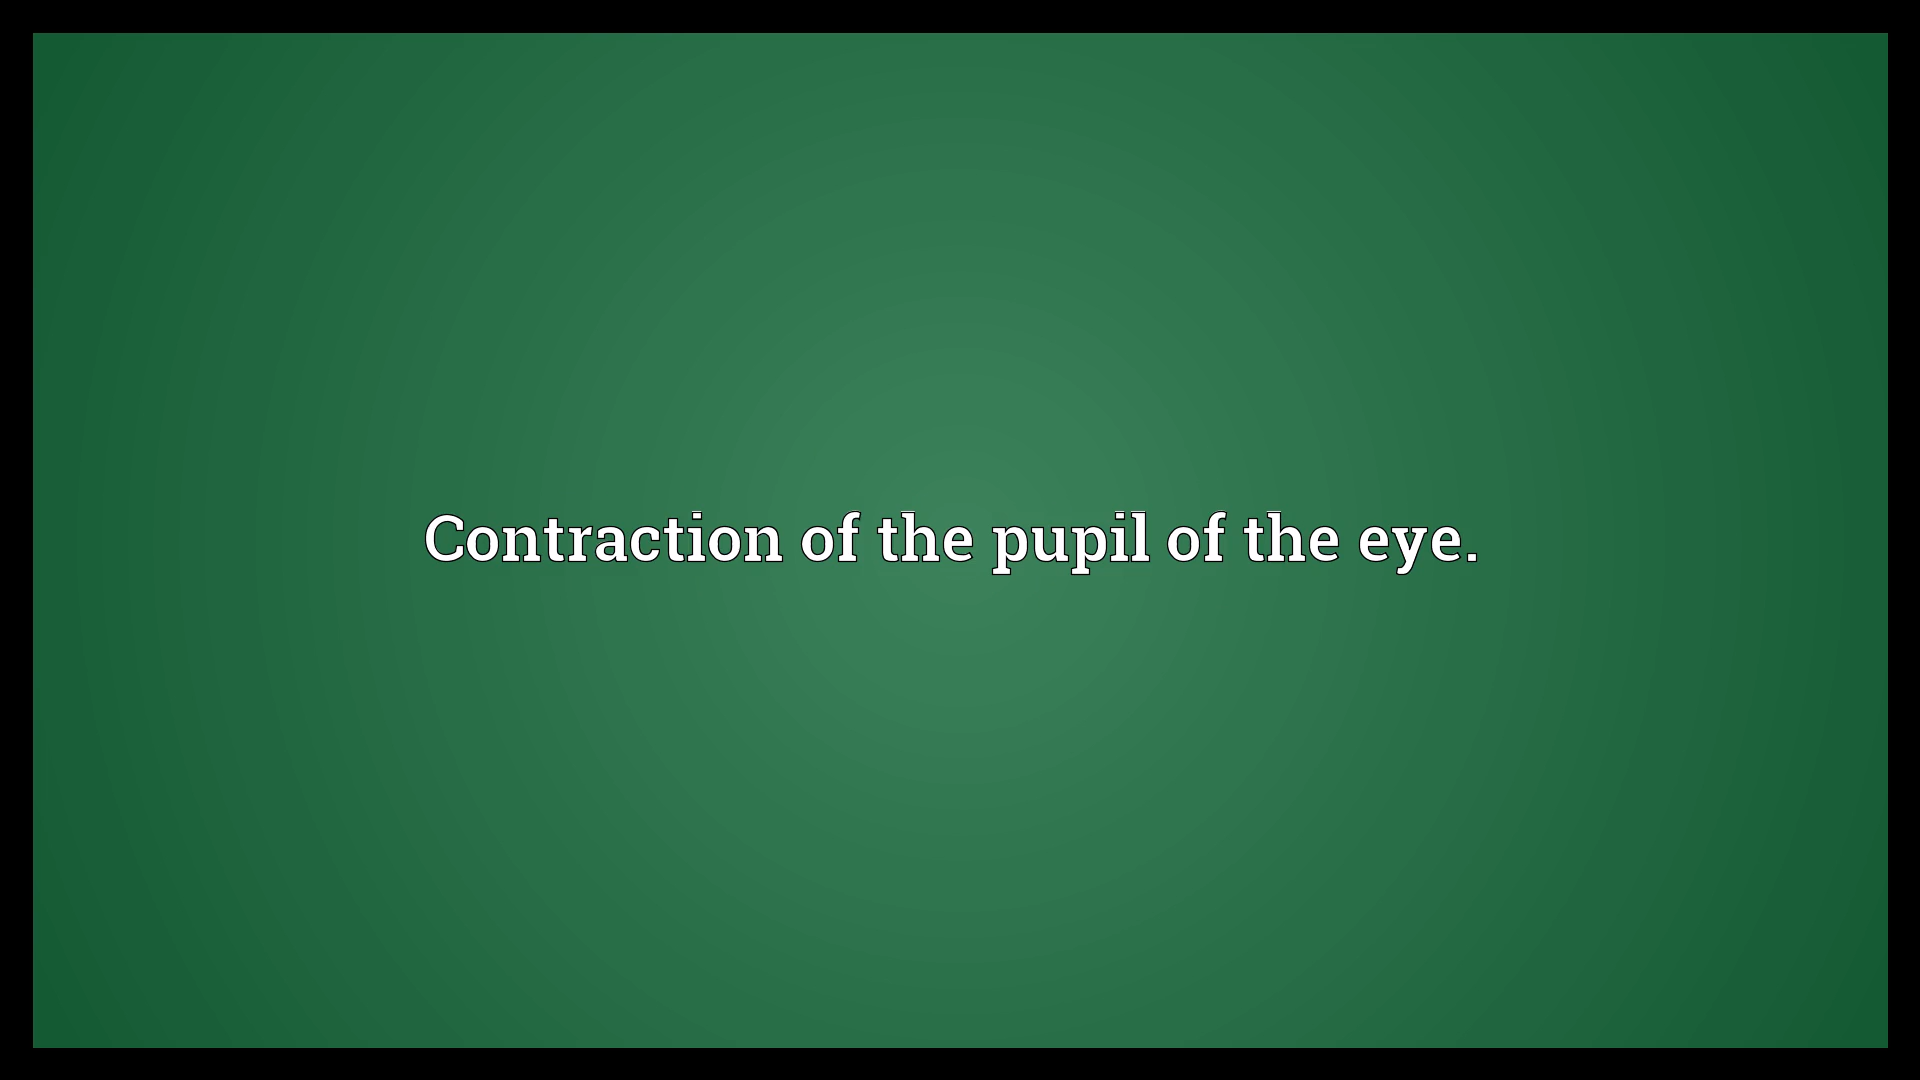 Contraction of the pupil of the eye.